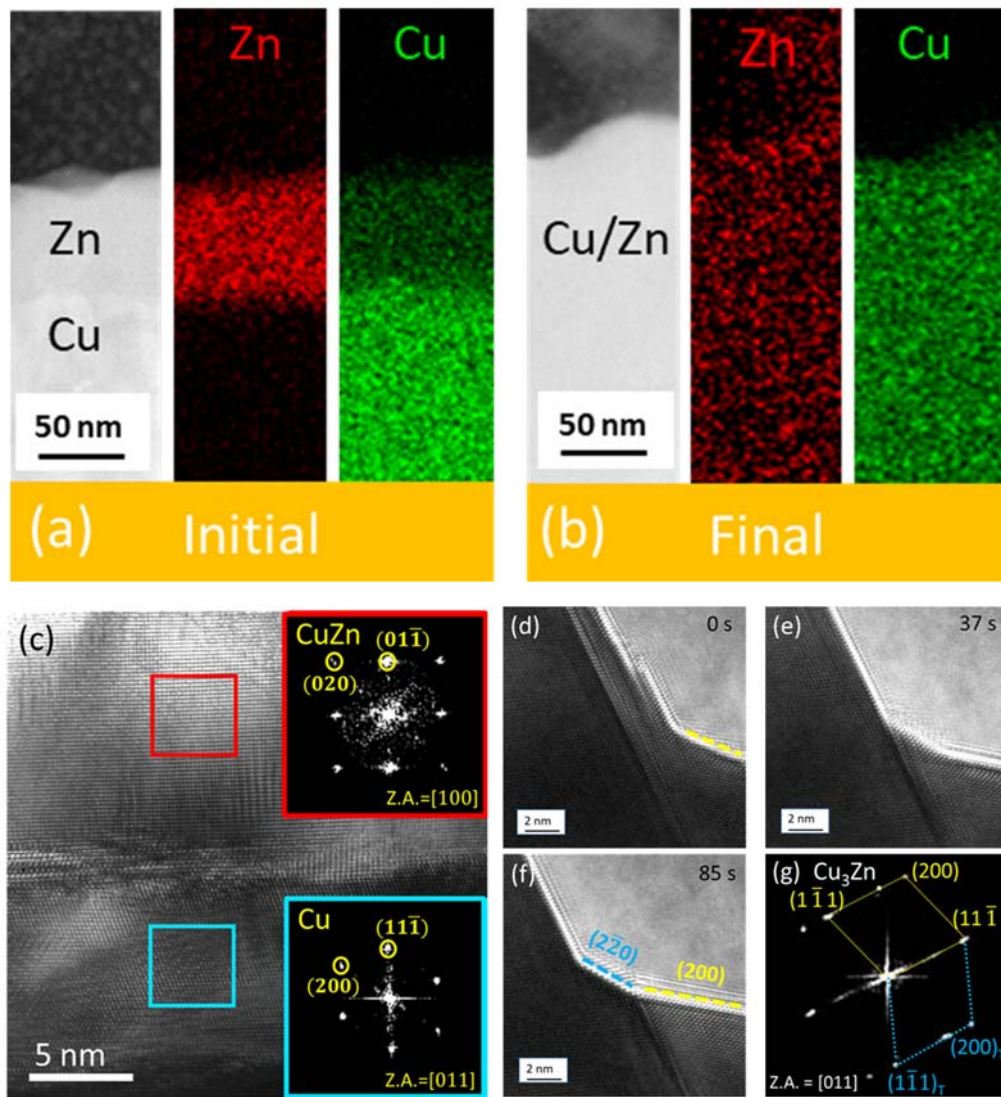 Zn
Cu
Zn
Cu
50 nm
(a)
Initial
Zn
Cu
Cu/Zn
50 nm
(b)
Final
(c)
CuZn
(011̅)
(020)
Z.A.=[100]
Cu
(111̅)
(200)
Z.A.=[011]
5 nm
(d)
0 s
2 nm
(e)
37 s
2 nm
(f)
85 s
(22̅0)
(200)
2 nm
(g) Cu₃Zn
(200)
(11̅1)
(111̅)
(200)
(11̅1)T
Z.A. = [011]